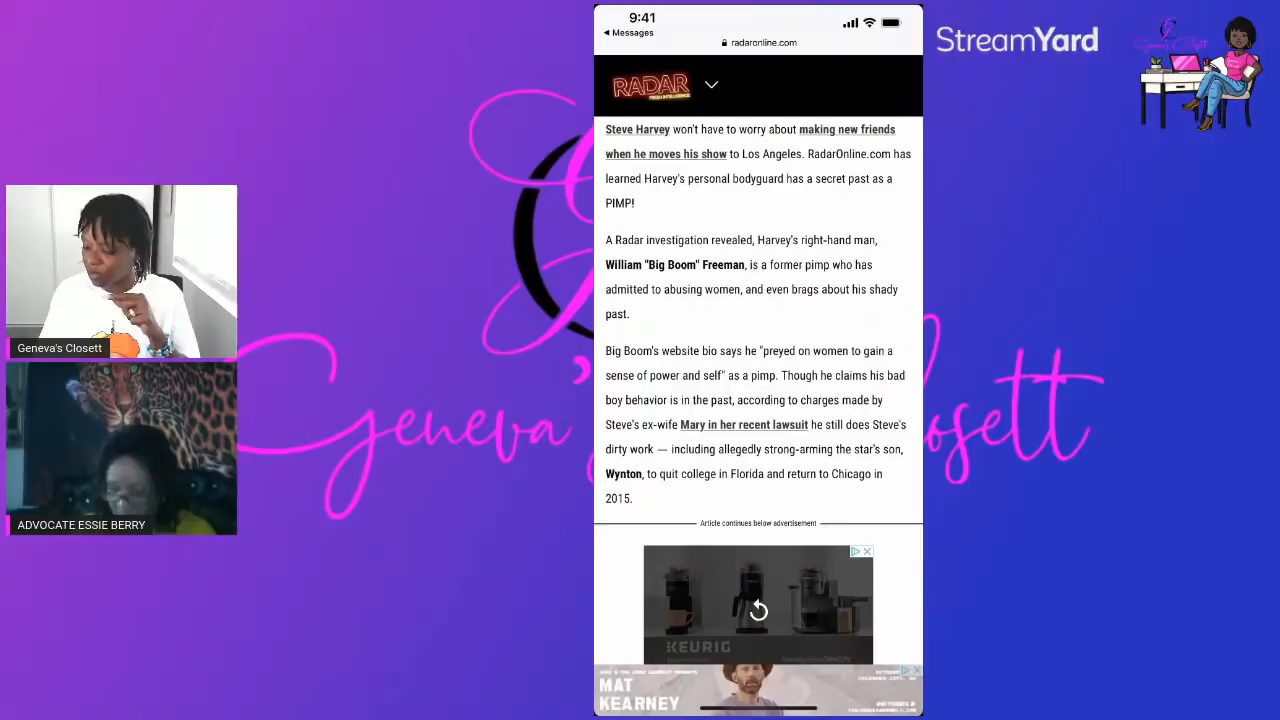 9:41
Messages
radaronline.com
RADAR
FRESH INTELLIGENCE
StreamYard
Geneva's Closett
Steve Harvey won't have to worry about making new friends
when he moves his show to Los Angeles. RadarOnline.com has
learned Harvey's personal bodyguard has a secret past as a
PIMP!
A Radar investigation revealed, Harvey's right-hand man,
William "Big Boom" Freeman, is a former pimp who has
admitted to abusing women, and even brags about his shady
past.
Big Boom's website bio says he "preyed on women to gain a
sense of power and self" as a pimp. Though he claims his bad
boy behavior is in the past, according to charges made by
Steve's ex-wife Mary in her recent lawsuit he still does Steve's
dirty work — including allegedly strong-arming the star's son,
Wynton, to quit college in Florida and return to Chicago in
2015.
Article continues below advertisement
KEURIG
MAT
KEARNEY
Geneva's Closett
ADVOCATE ESSIE BERRY
Geneva's losett